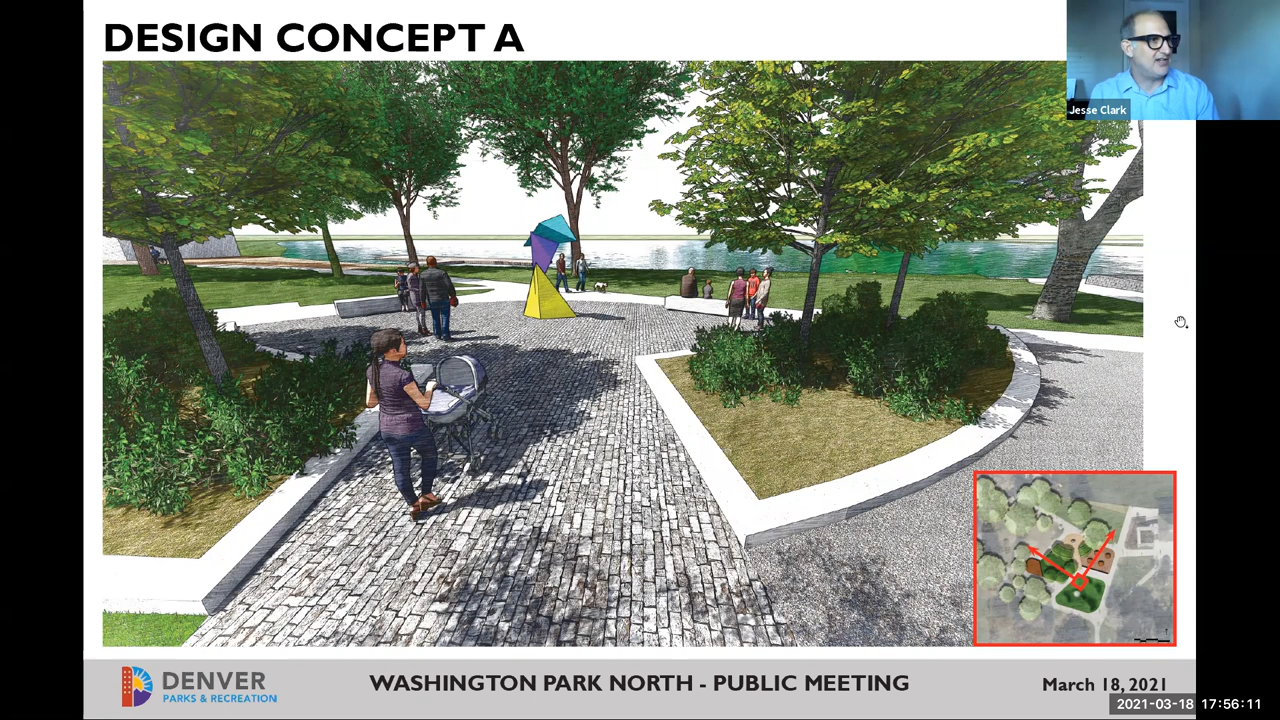 DESIGN CONCEPT A
Jesse Clark
DENVER
PARKS & RECREATION
WASHINGTON PARK NORTH - PUBLIC MEETING
March 18, 2021
2021-03-18 17:56:11